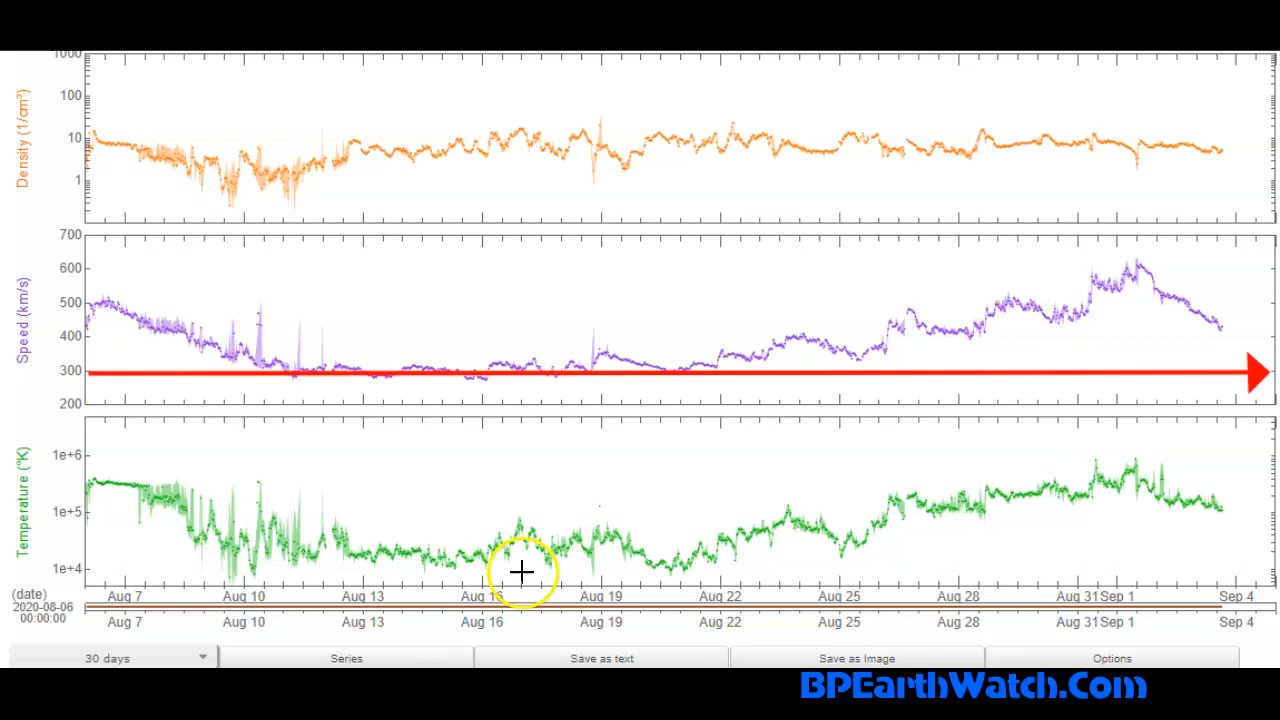 1000
100
10
1
Density (1/cm³)
700
600
500
400
300
200
Speed (km/s)
1e+6
1e+5
1e+4
Temperature (°K)
(date) Aug 7 Aug 10 Aug 13 Aug 16 Aug 19 Aug 22 Aug 25 Aug 28 Aug 31 Sep 1 Sep 4
2020-08-06
00:00:00 Aug 7 Aug 10 Aug 13 Aug 16 Aug 19 Aug 22 Aug 25 Aug 28 Aug 31 Sep 1 Sep 4
30 days Series Save as text Save as Image Options
BPEarthWatch.Com